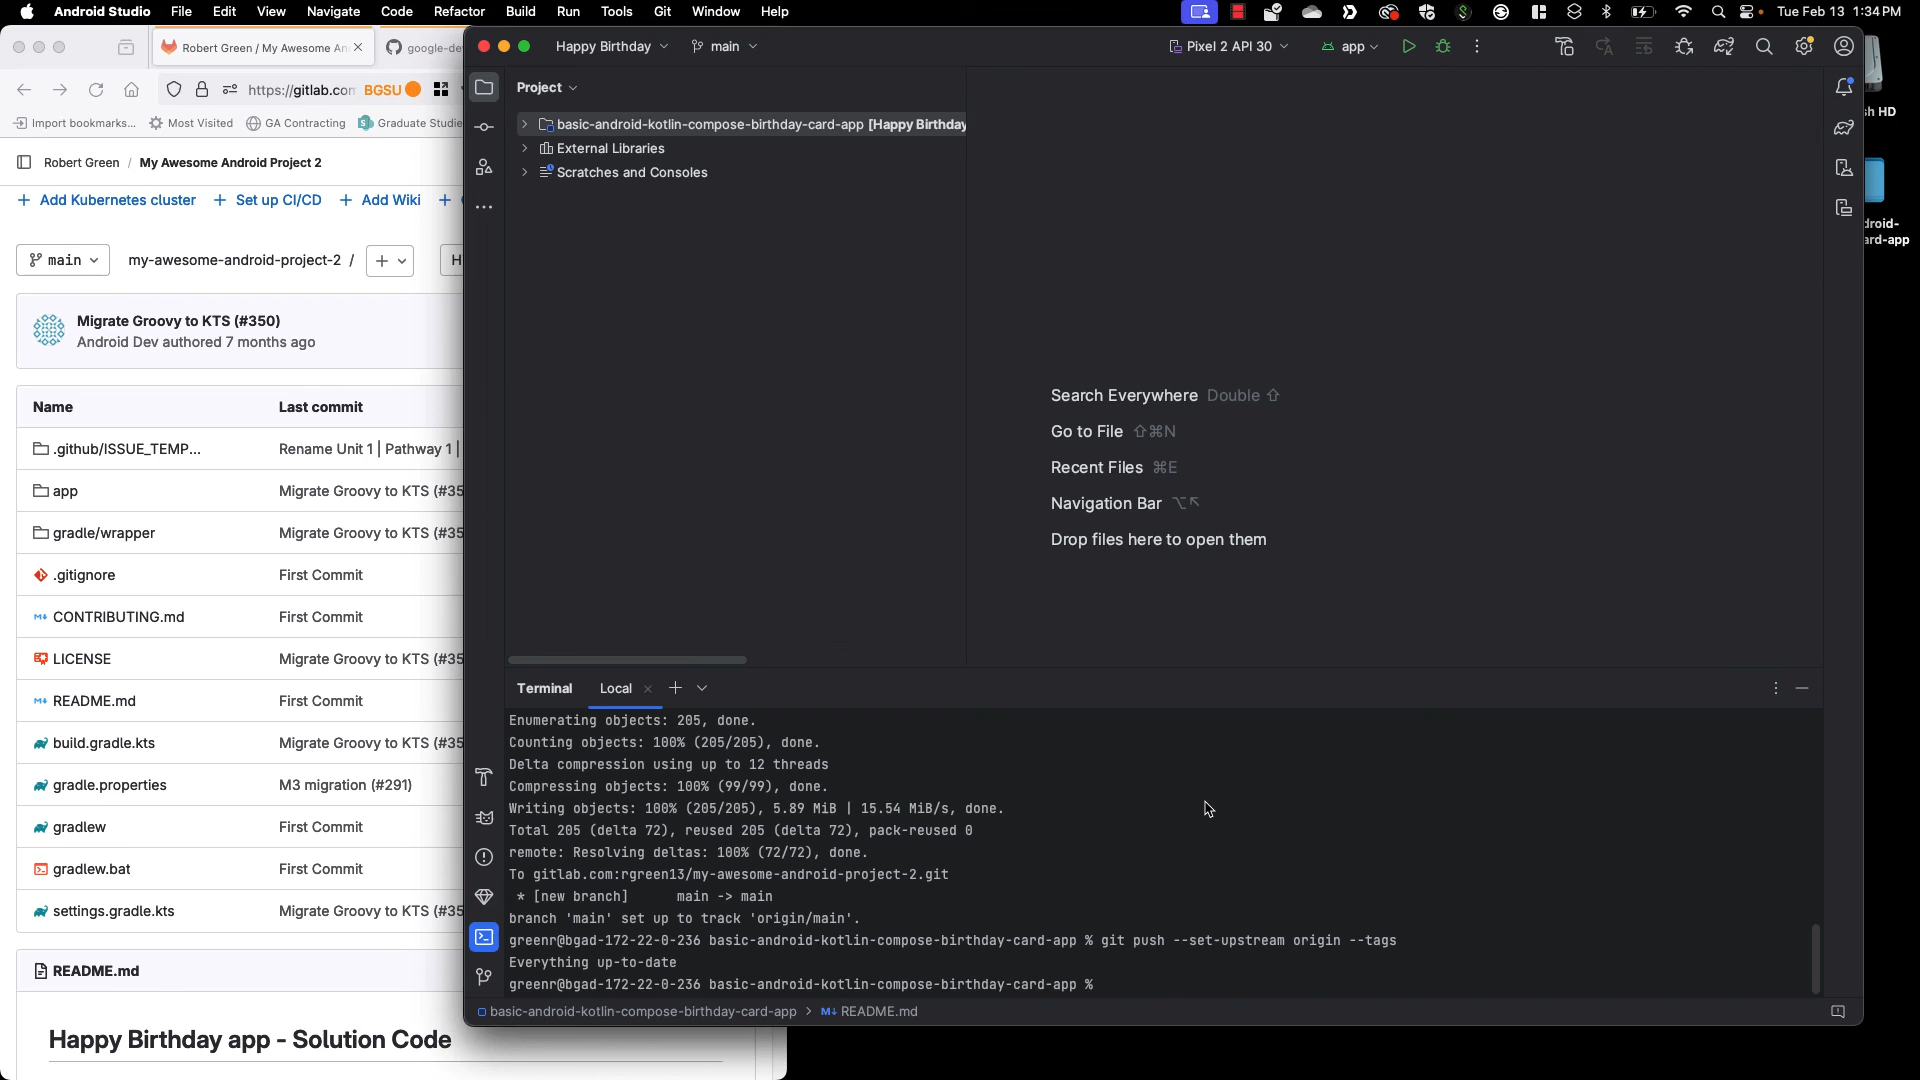 Android Studio File Edit View Navigate Code Refactor Build Run Tools Git Window Help
Tue Feb 13 1:34 PM
Robert Green / My Awesome An
google-de
https://gitlab.con BGSU
Import bookmarks... Most Visited GA Contracting Graduate Studie
Robert Green / My Awesome Android Project 2
Add Kubernetes cluster Set up CI/CD Add Wiki
main my-awesome-android-project-2 / +
Migrate Groovy to KTS (#350)
Android Dev authored 7 months ago
Name Last commit
.github/ISSUE_TEMP... Rename Unit 1 | Pathway 1 |
app Migrate Groovy to KTS (#35
gradle/wrapper Migrate Groovy to KTS (#35
.gitignore First Commit
CONTRIBUTING.md First Commit
LICENSE Migrate Groovy to KTS (#35
README.md First Commit
build.gradle.kts Migrate Groovy to KTS (#35
gradle.properties M3 migration (#291)
gradlew First Commit
gradlew.bat First Commit
settings.gradle.kts Migrate Groovy to KTS (#35
README.md
Happy Birthday app - Solution Code
Happy Birthday main Pixel 2 API 30 app
Project
basic-android-kotlin-compose-birthday-card-app [Happy Birthday
External Libraries
Scratches and Consoles
Search Everywhere Double ⇧
Go to File ⇧⌘N
Recent Files ⌘E
Navigation Bar ⌥↖
Drop files here to open them
Terminal Local
Enumerating objects: 205, done.
Counting objects: 100% (205/205), done.
Delta compression using up to 12 threads
Compressing objects: 100% (99/99), done.
Writing objects: 100% (205/205), 5.89 MiB | 15.54 MiB/s, done.
Total 205 (delta 72), reused 205 (delta 72), pack-reused 0
remote: Resolving deltas: 100% (72/72), done.
To gitlab.com:rgreen13/my-awesome-android-project-2.git
* [new branch] main -> main
branch 'main' set up to track 'origin/main'.
greenr@bgad-172-22-0-236 basic-android-kotlin-compose-birthday-card-app % git push --set-upstream origin --tags
Everything up-to-date
greenr@bgad-172-22-0-236 basic-android-kotlin-compose-birthday-card-app %
basic-android-kotlin-compose-birthday-card-app > README.md
sh HD
droid-
ard-app